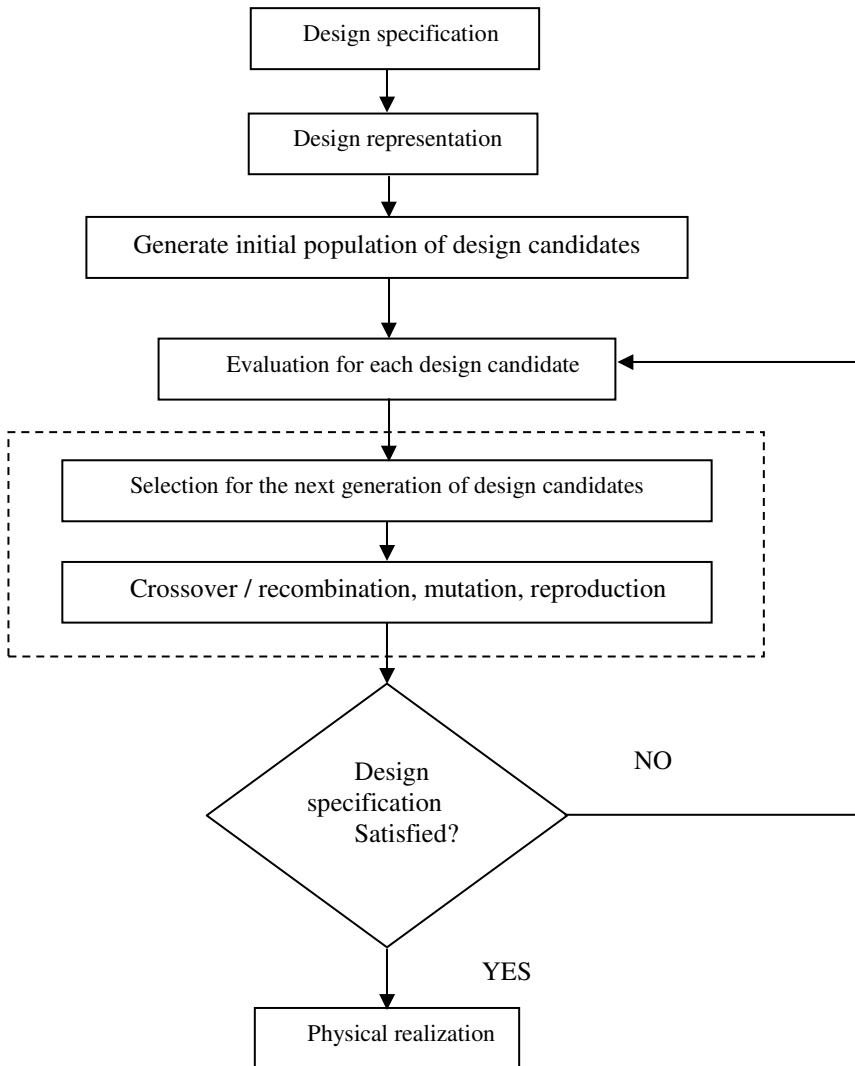 Design specification
Design representation
Generate initial population of design candidates
Evaluation for each design candidate
Selection for the next generation of design candidates
Crossover / recombination, mutation, reproduction
Design
specification
Satisfied?
NO
YES
Physical realization